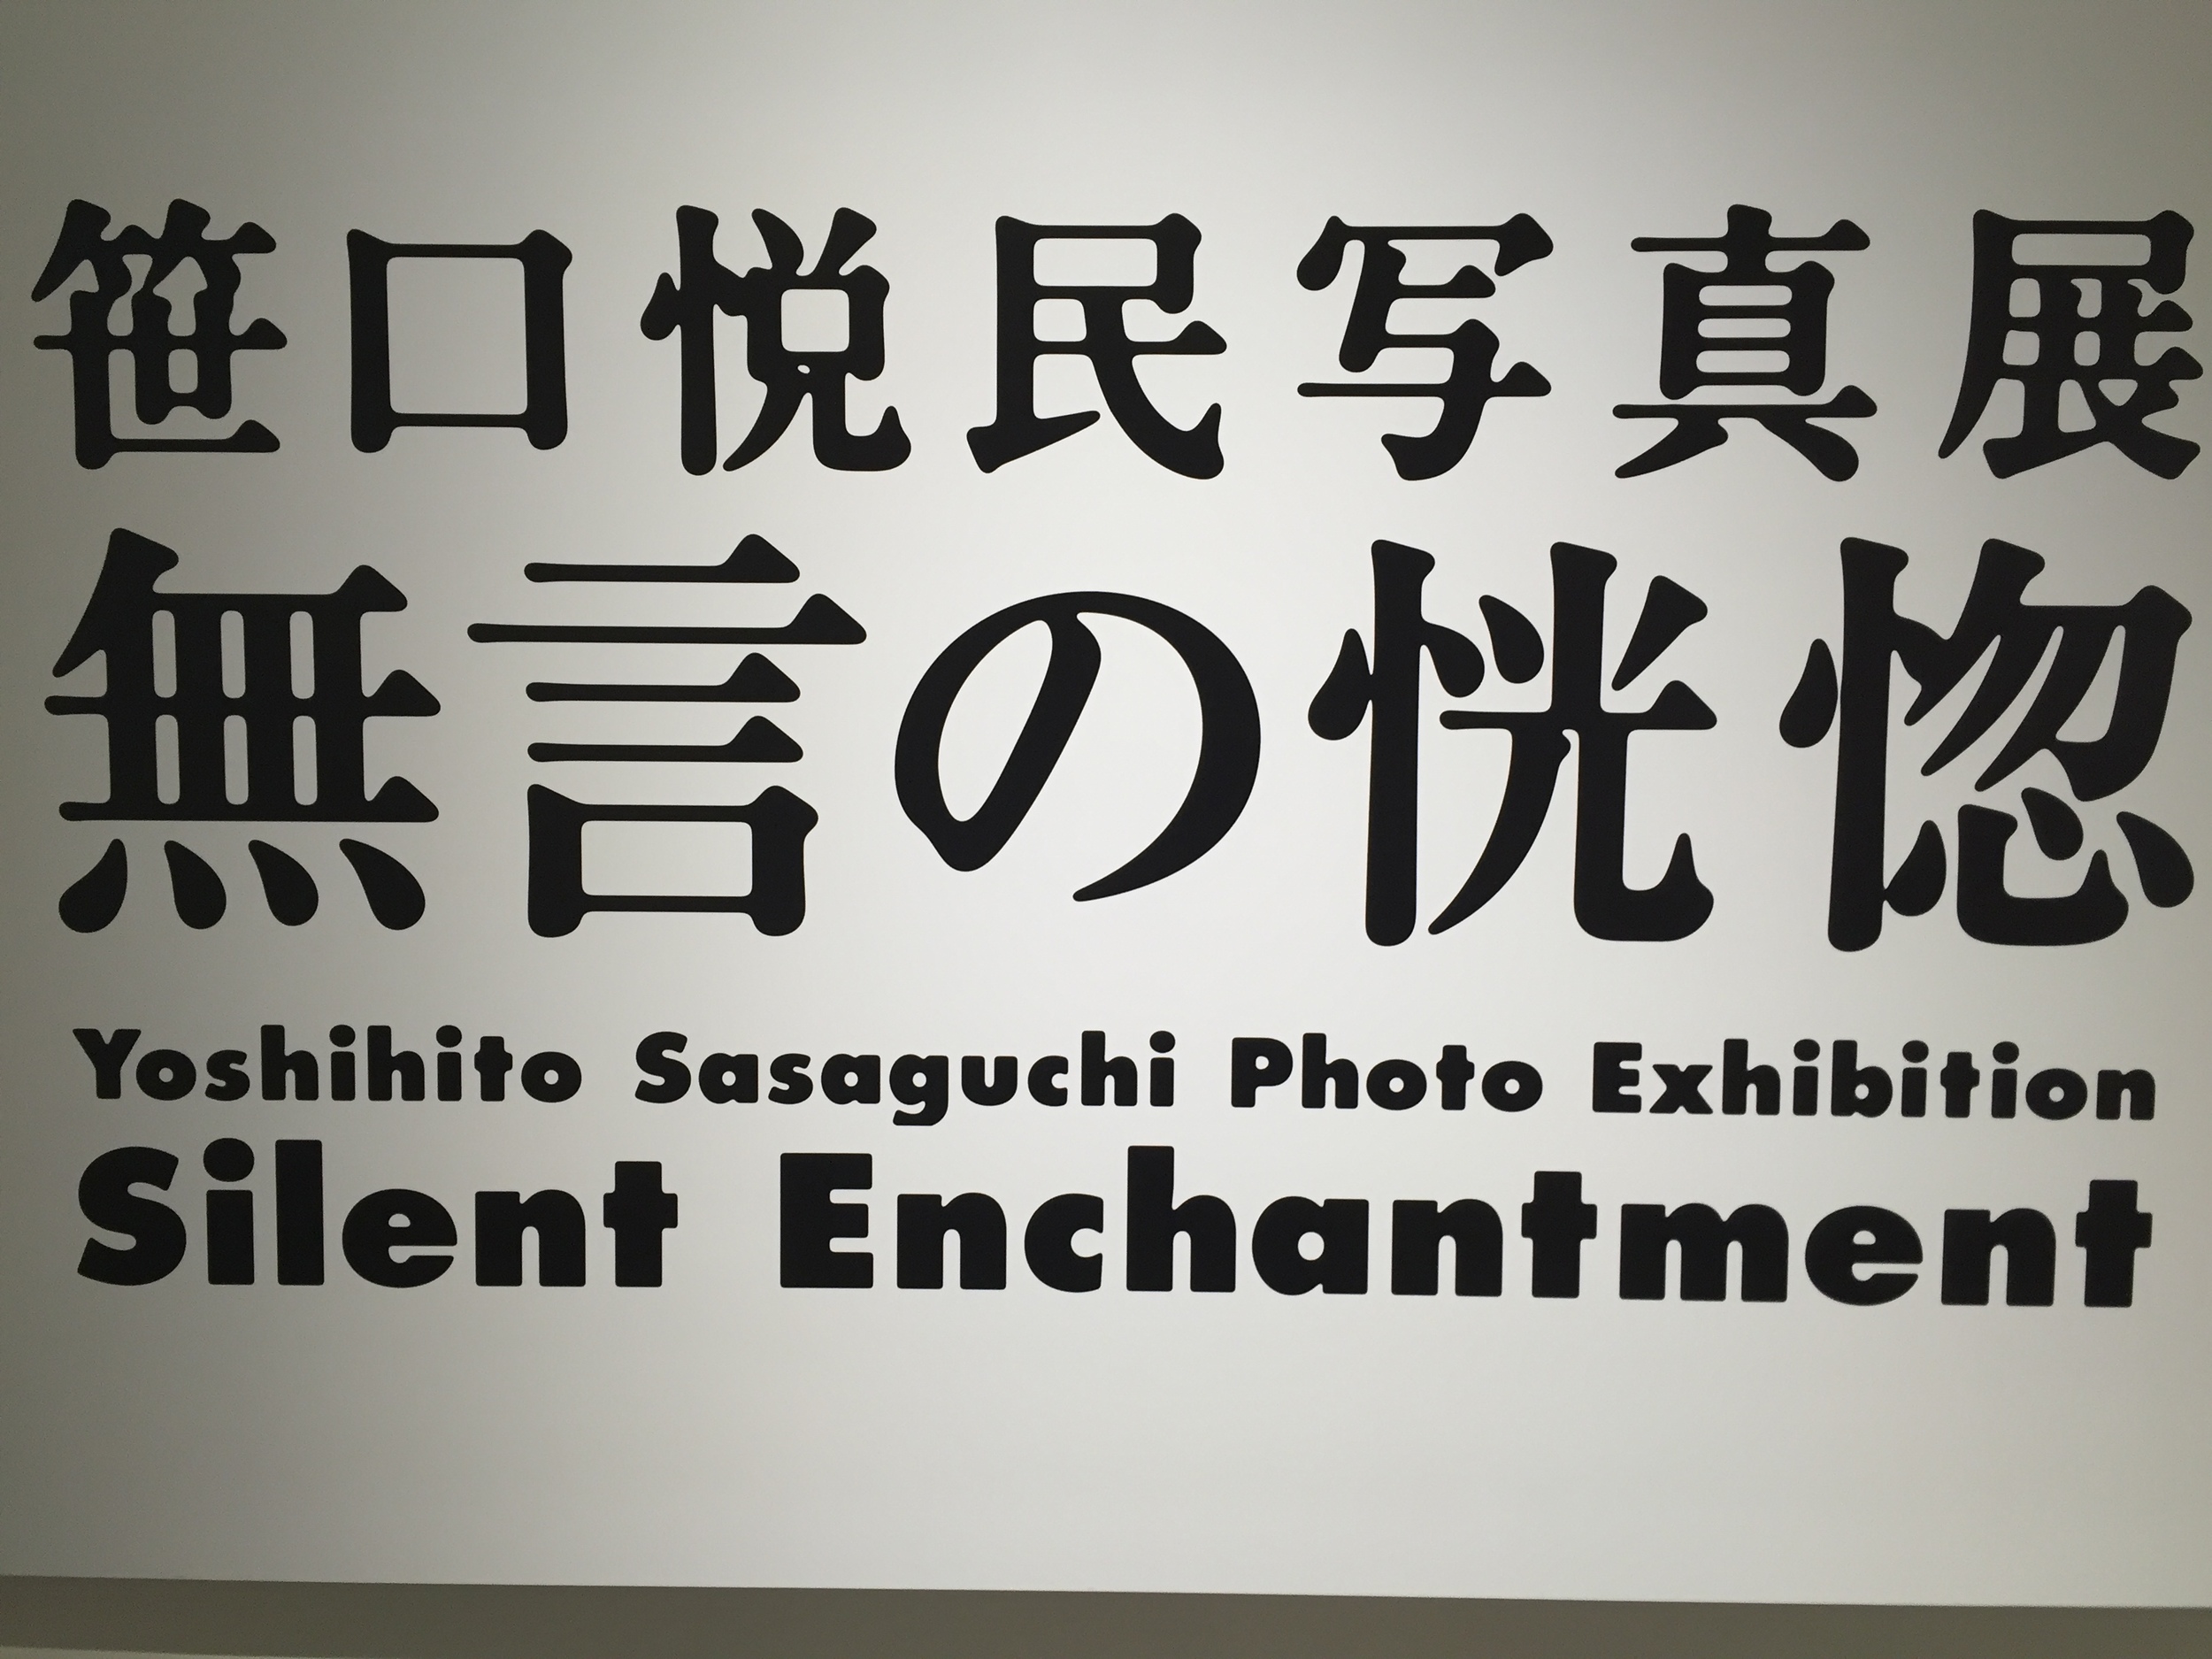 笹口悦民写真展
無言の恍惚
Yoshihito Sasaguchi Photo Exhibition
Silent Enchantment